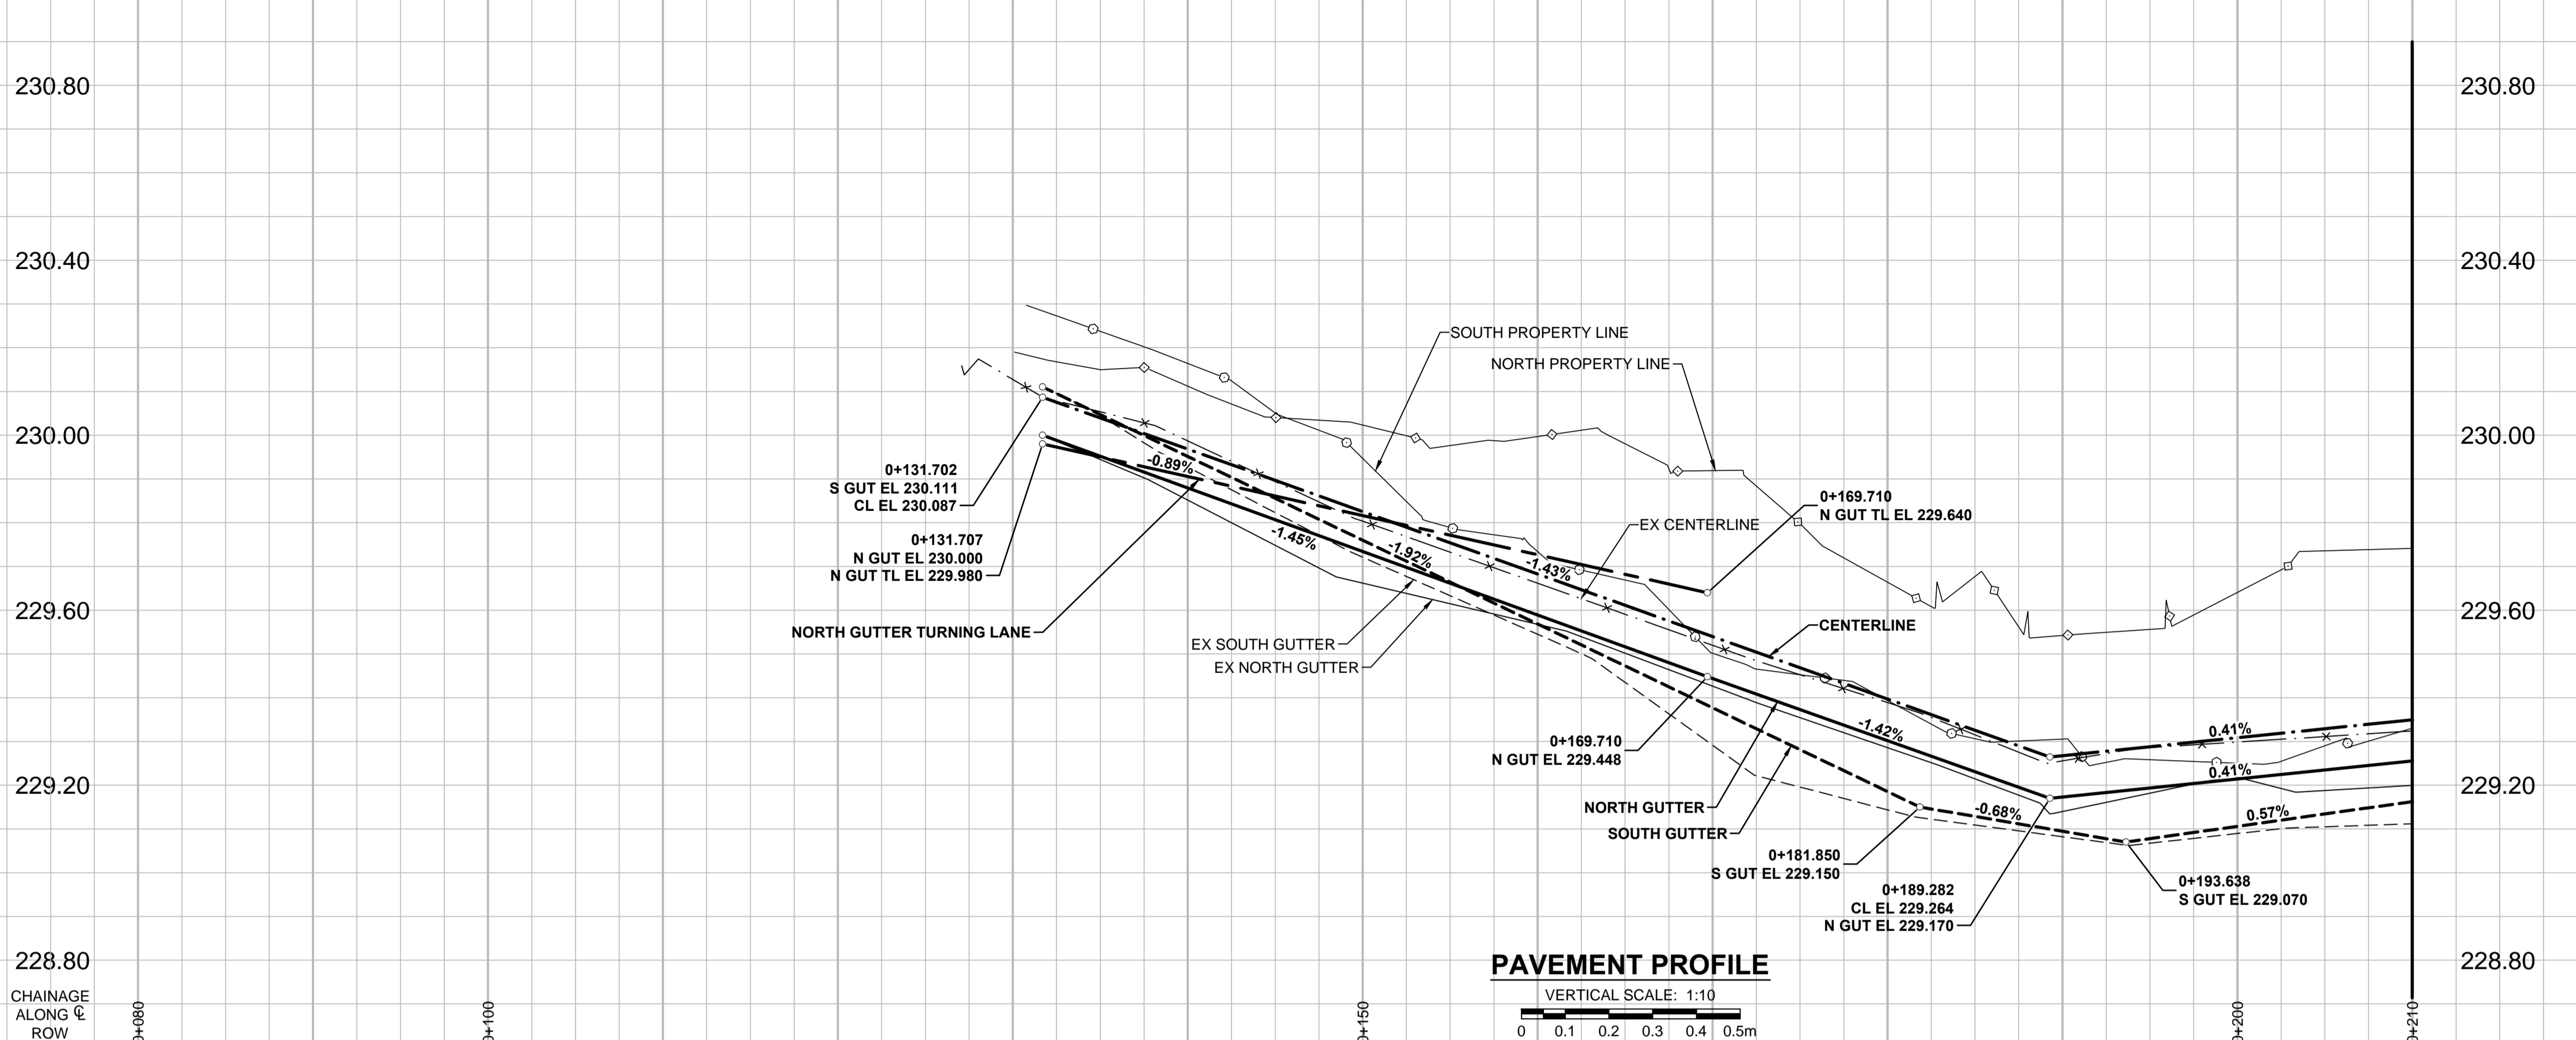 230.80
230.80
230.40
230.40
SOUTH PROPERTY LINE
NORTH PROPERTY LINE
230.00
230.00
0+131.702
S GUT EL 230.111
CL EL 230.087
-0.89%
0+169.710
N GUT TL EL 229.640
EX CENTERLINE
0+131.707
N GUT EL 230.000
N GUT TL EL 229.980
-1.45%
-1.92%
-1.43%
229.60
229.60
NORTH GUTTER TURNING LANE
EX SOUTH GUTTER
EX NORTH GUTTER
CENTERLINE
0+169.710
N GUT EL 229.448
-1.42%
0.41%
0.41%
229.20
229.20
NORTH GUTTER
SOUTH GUTTER
-0.68%
0.57%
0+181.850
S GUT EL 229.150
0+189.282
CL EL 229.264
N GUT EL 229.170
0+193.638
S GUT EL 229.070
228.80
228.80
PAVEMENT PROFILE
VERTICAL SCALE: 1:10
0 0.1 0.2 0.3 0.4 0.5m
CHAINAGE
ALONG ℄
ROW
0+080
0+100
0+150
0+200
0+210